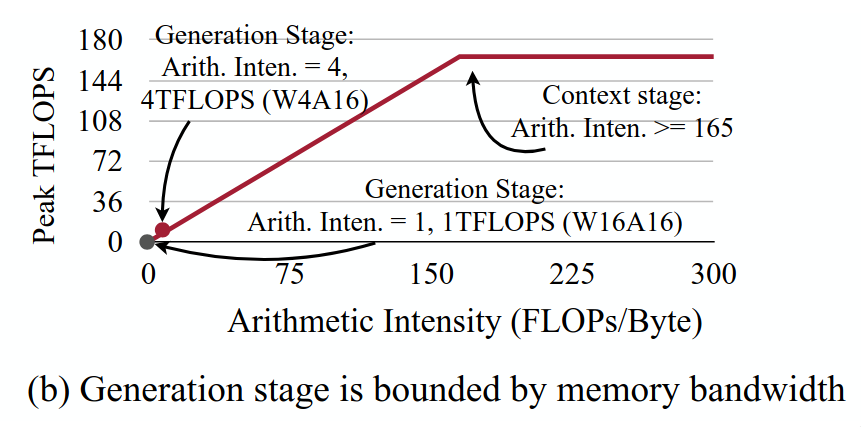 180
144
108
72
36
0
Peak TFLOPS
Generation Stage:
Arith. Inten. = 4,
4TFLOPS (W4A16)
Context stage:
Arith. Inten. >= 165
Generation Stage:
Arith. Inten. = 1, 1TFLOPS (W16A16)
0 75 150 225 300
Arithmetic Intensity (FLOPs/Byte)
(b) Generation stage is bounded by memory bandwidth